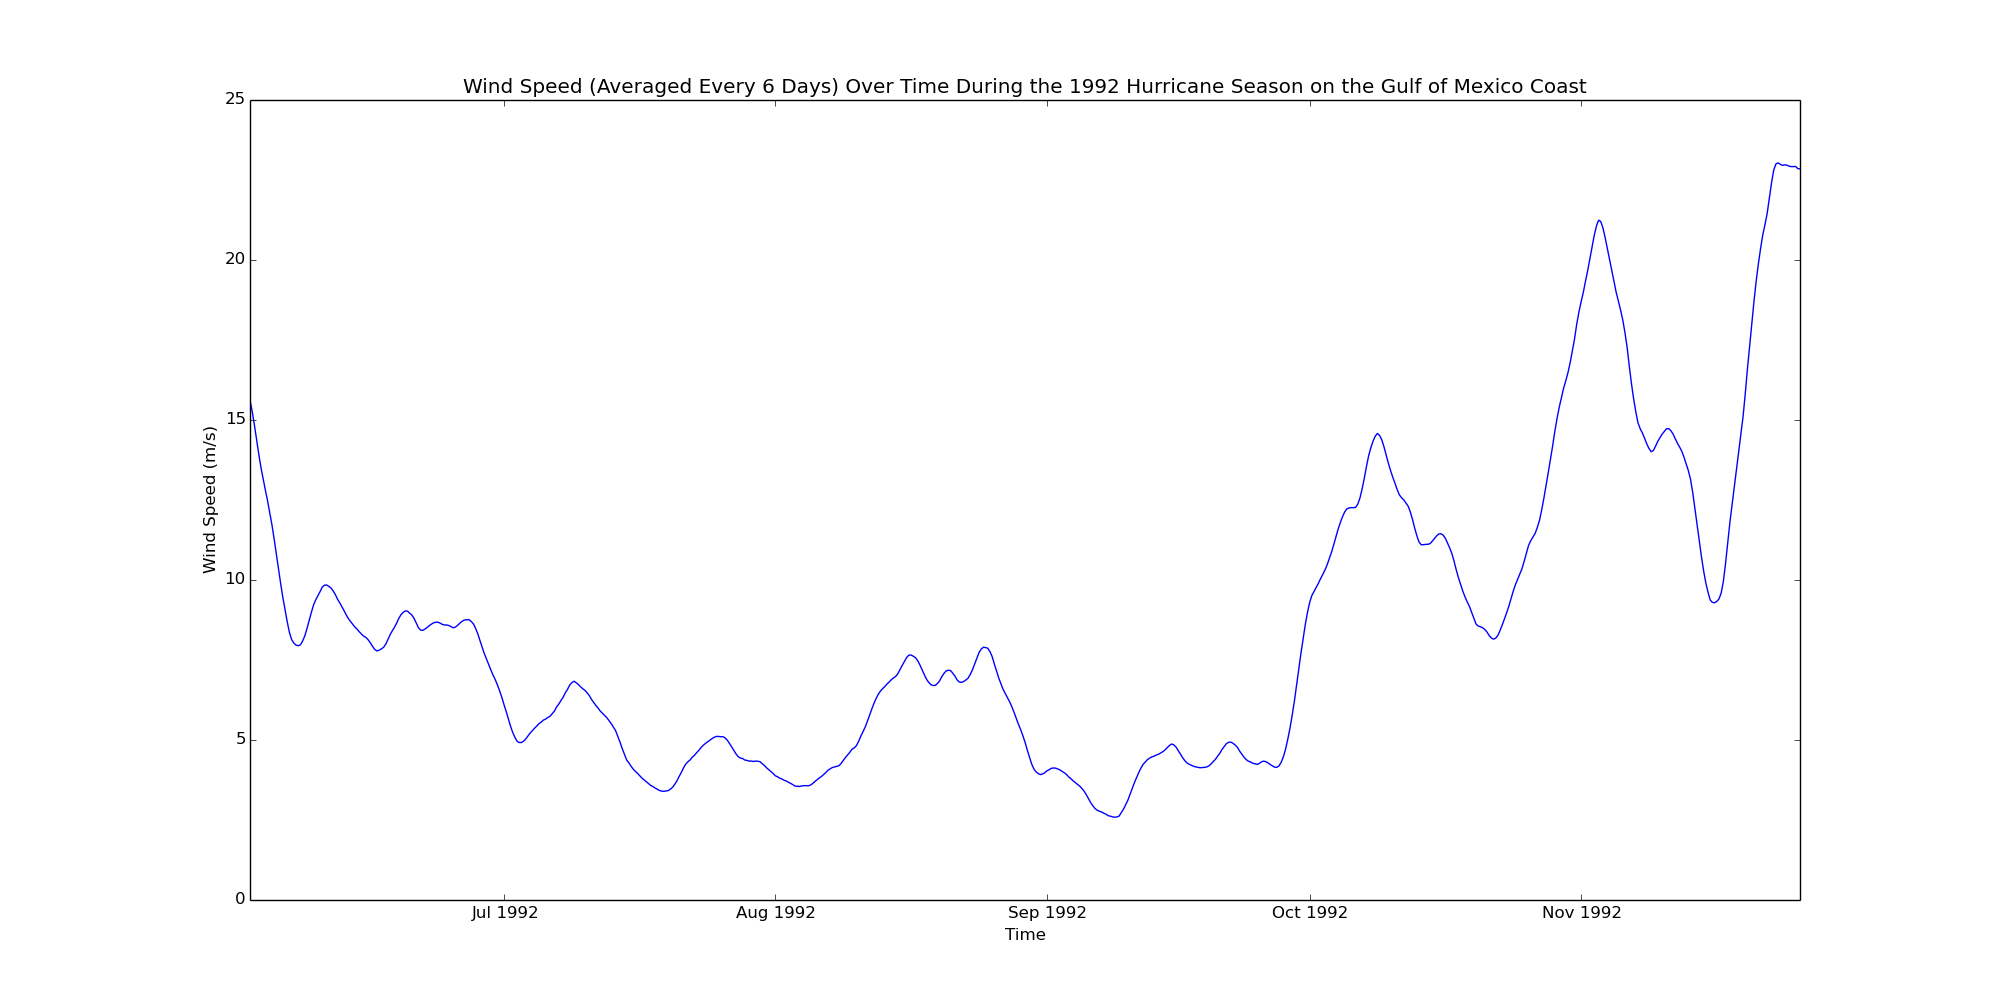 Wind Speed (Averaged Every 6 Days) Over Time During the 1992 Hurricane Season on the Gulf of Mexico Coast
25
20
15
10
5
0
Wind Speed (m/s)
Jul 1992 Aug 1992 Sep 1992 Oct 1992 Nov 1992
Time